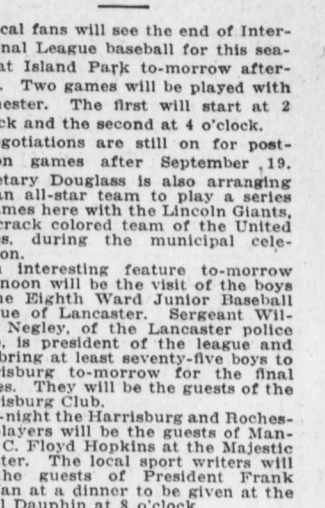 cal fans will see the end of Inter-
nal League baseball for this sea-
at Island Park to-morrow after-
. Two games will be played with
ester. The first will start at 2
ck and the second at 4 o'clock.
gotiations are still on for post-
on games after September 19.
etary Douglass is also arranging
an all-star team to play a series
ames here with the Lincoln Giants,
crack colored team of the United
s, during the municipal cele-
on.
interesting feature to-morrow
noon will be the visit of the boys
he Eighth Ward Junior Baseball
ue of Lancaster. Sergeant Wil-
Negley, of the Lancaster police
, is president of the league and
bring at least seventy-five boys to
isburg to-morrow for the final
es. They will be the guests of the
isburg Club.
-night the Harrisburg and Roches-
players will be the guests of Man-
C. Floyd Hopkins at the Majestic
ter. The local sport writers will
he guests of President Frank
an at a dinner to be given at the
l Dauphin at 8 o'clock.